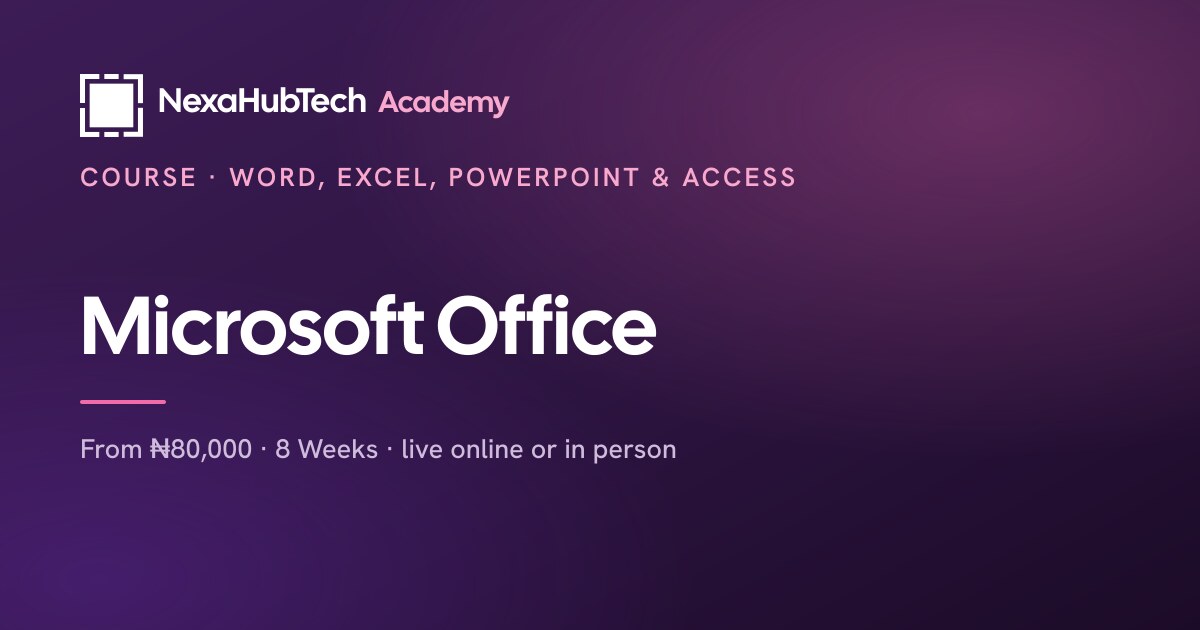 NexaHubTech Academy
COURSE · WORD, EXCEL, POWERPOINT & ACCESS
Microsoft Office
From ₦80,000 · 8 Weeks · live online or in person